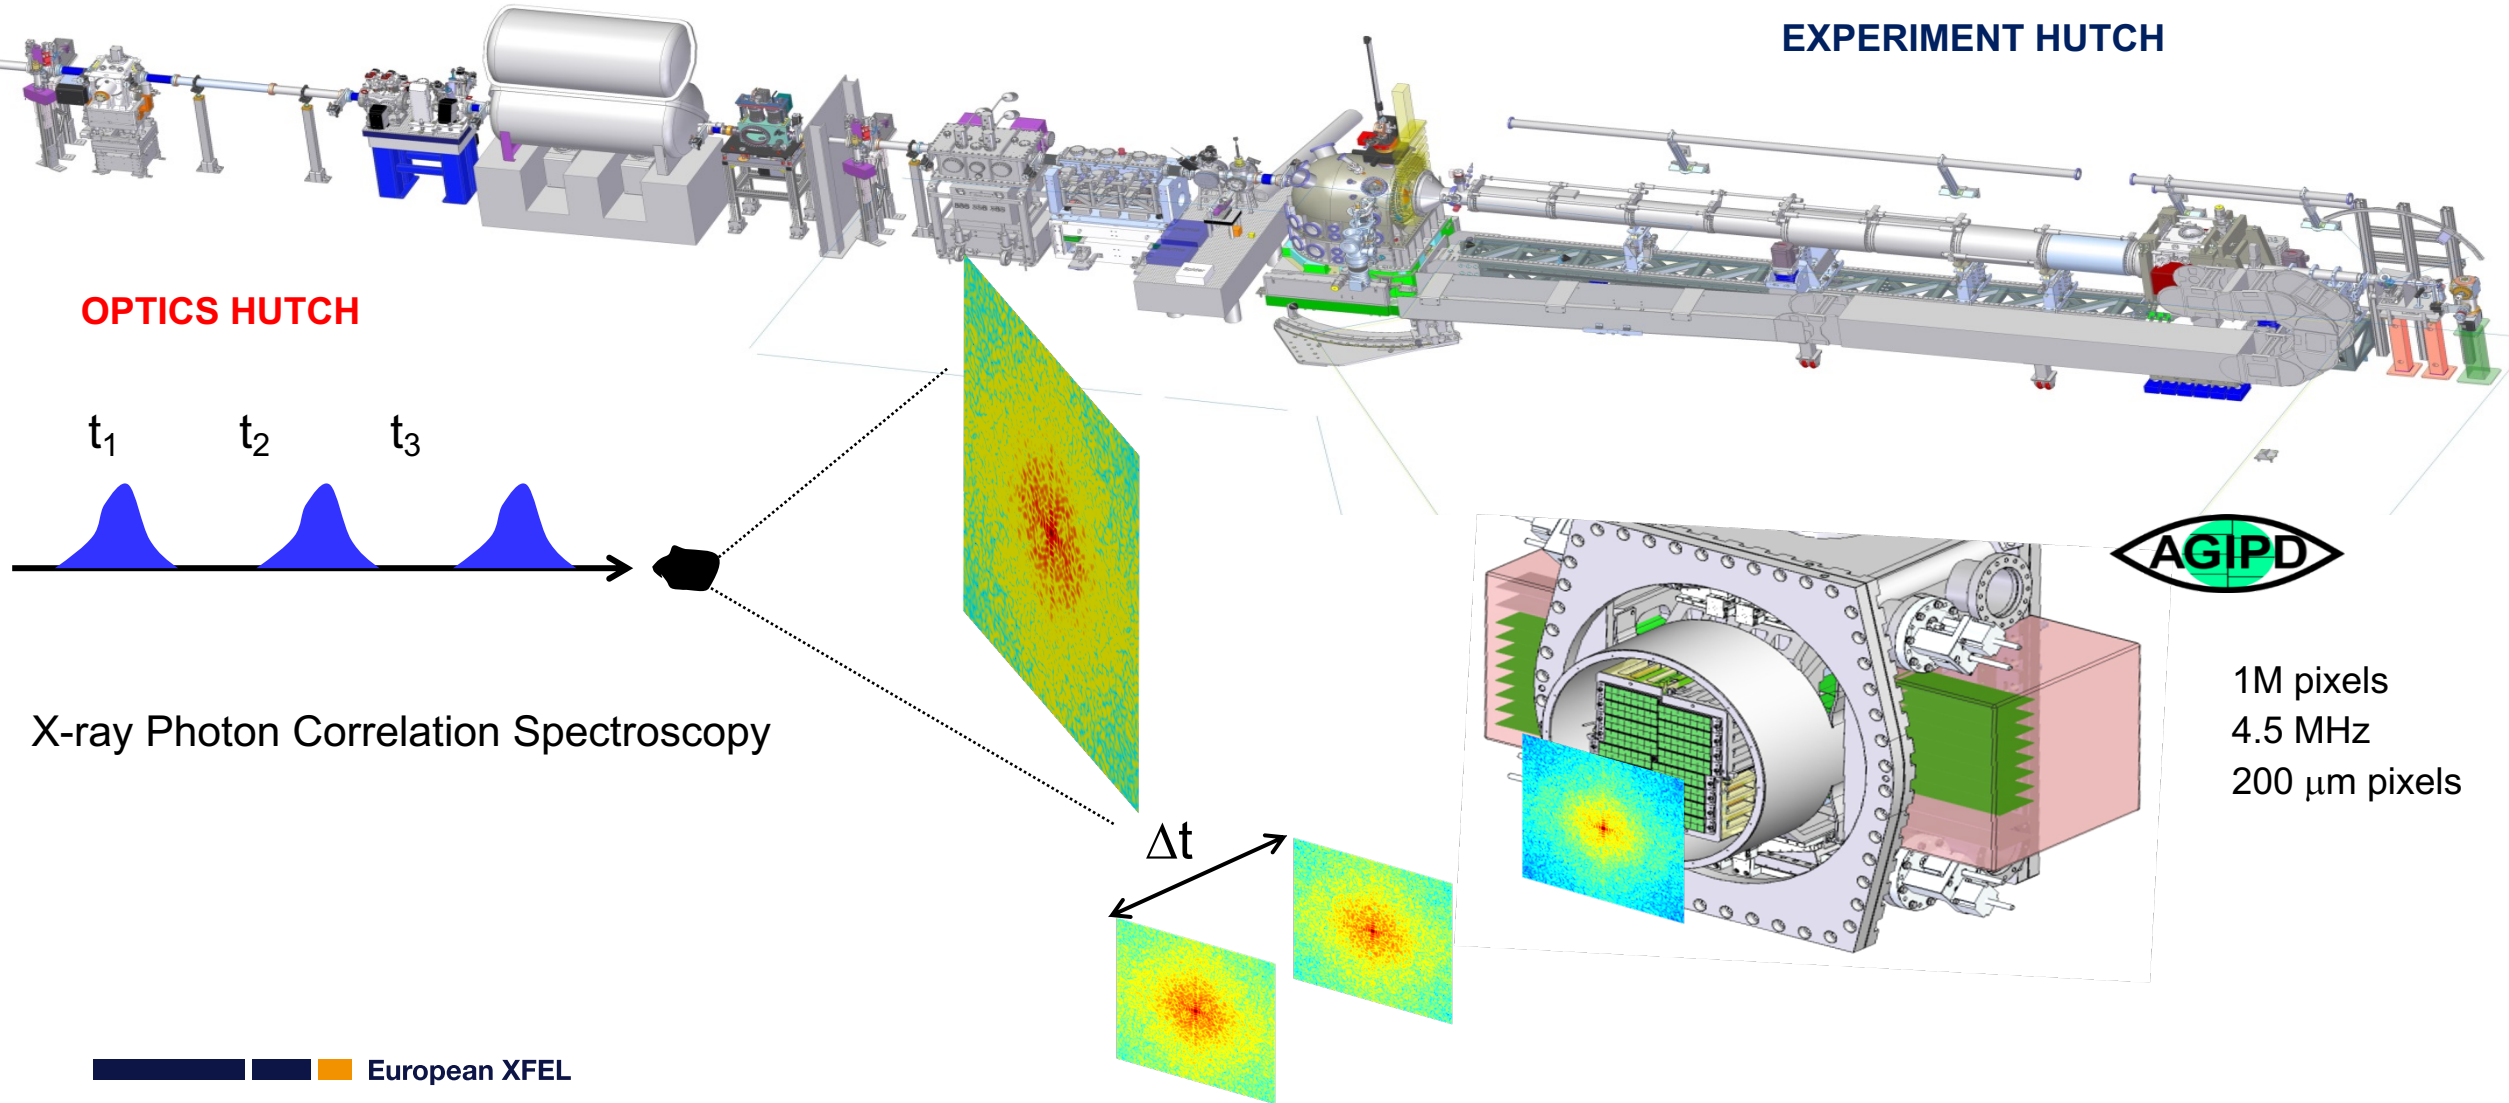 EXPERIMENT HUTCH
OPTICS HUTCH
t1 t2 t3
X-ray Photon Correlation Spectroscopy
Δt
AGIPD
1M pixels
4.5 MHz
200 μm pixels
European XFEL